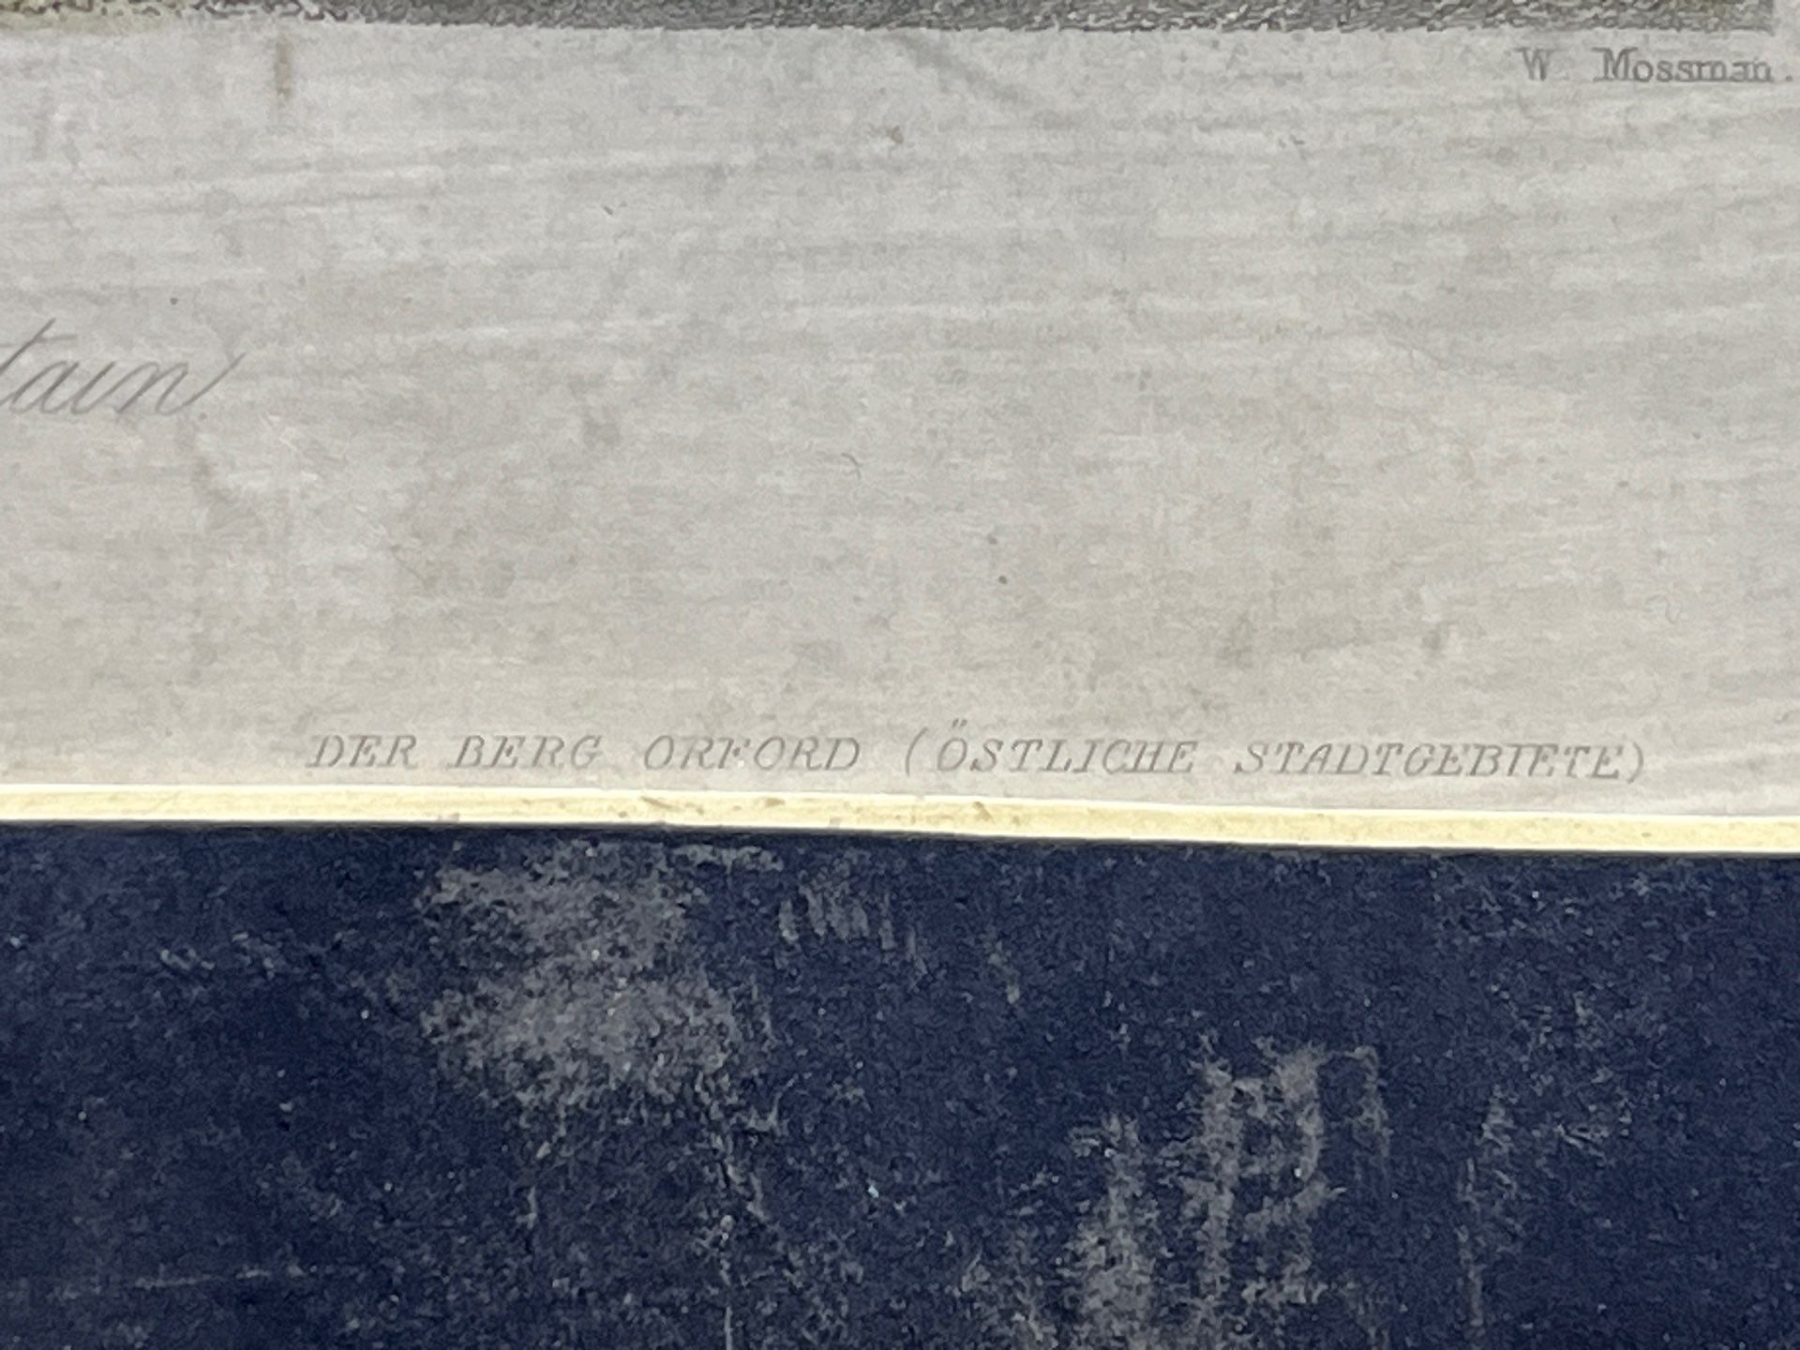 W Mossman.
tain.
DER BERG ORFORD (ÖSTLICHE STADTGEBIETE)